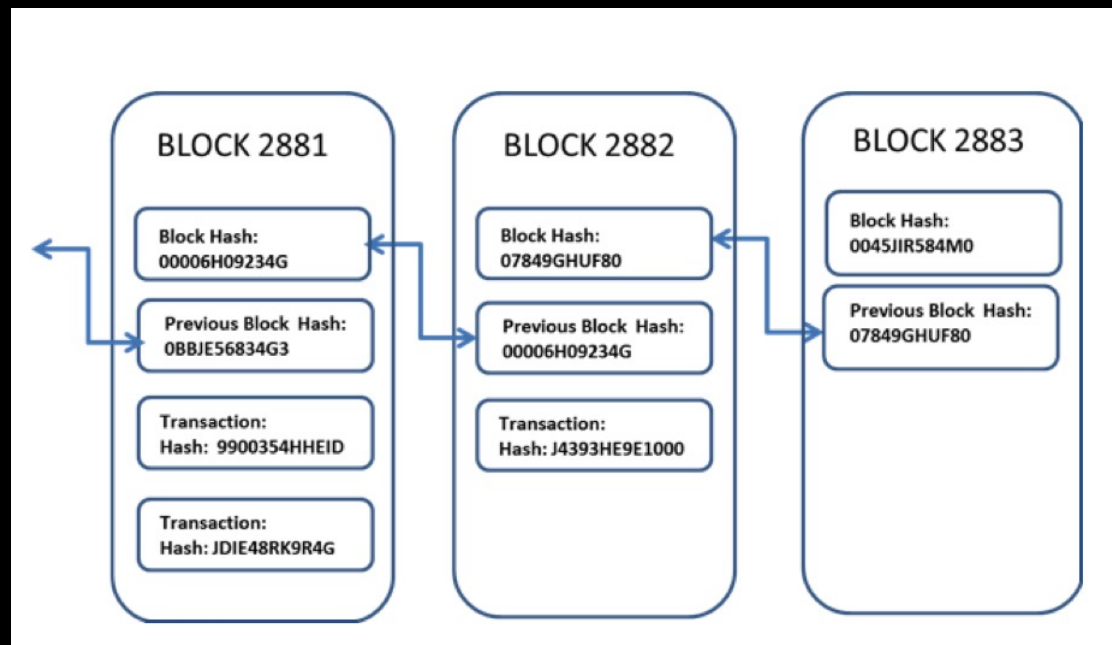 BLOCK 2881
Block Hash:
00006H09234G
Previous Block Hash:
0BBJE56834G3
Transaction:
Hash: 9900354HHEID
Transaction:
Hash: JDIE48RK9R4G
BLOCK 2882
Block Hash:
07849GHUF80
Previous Block Hash:
00006H09234G
Transaction:
Hash: J4393HE9E1000
BLOCK 2883
Block Hash:
0045JIR584M0
Previous Block Hash:
07849GHUF80